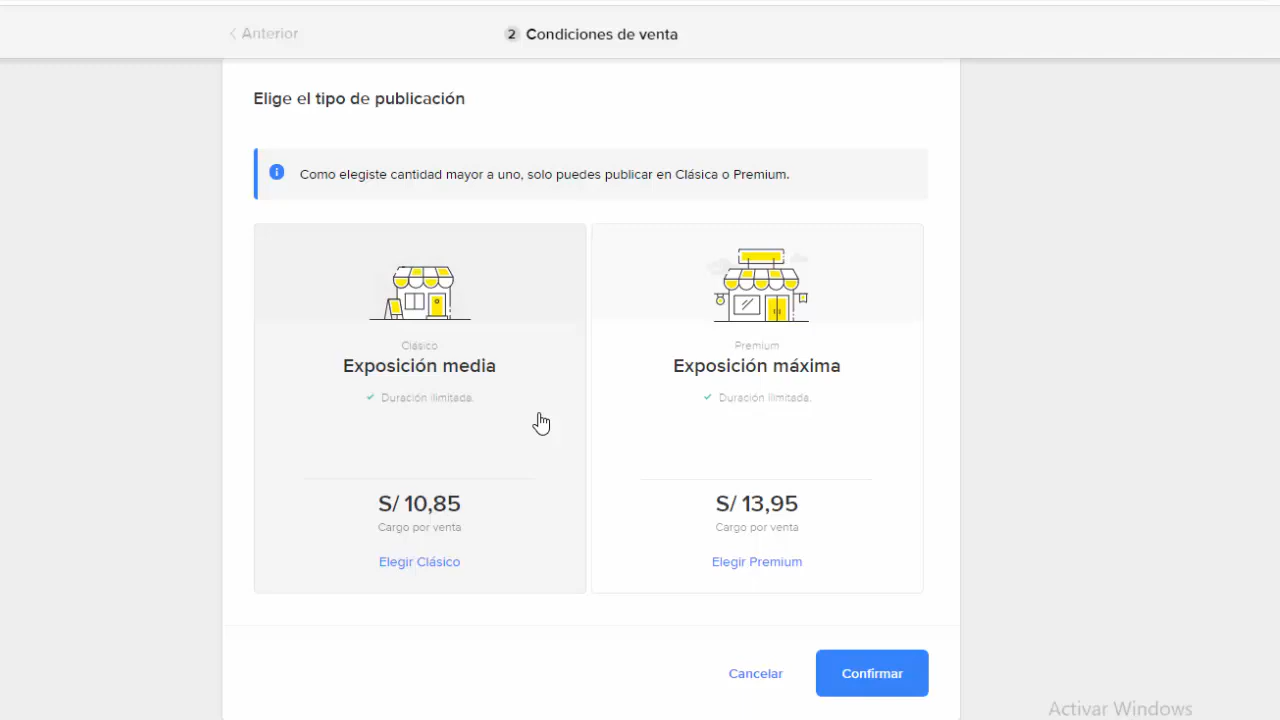 Anterior
2 Condiciones de venta
Elige el tipo de publicación
Como elegiste cantidad mayor a uno, solo puedes publicar en Clásica o Premium.
Clásico
Exposición media
Duración ilimitada.
S/ 10,85
Cargo por venta
Elegir Clásico
Premium
Exposición máxima
Duración ilimitada.
S/ 13,95
Cargo por venta
Elegir Premium
Cancelar
Confirmar
Activar Windows